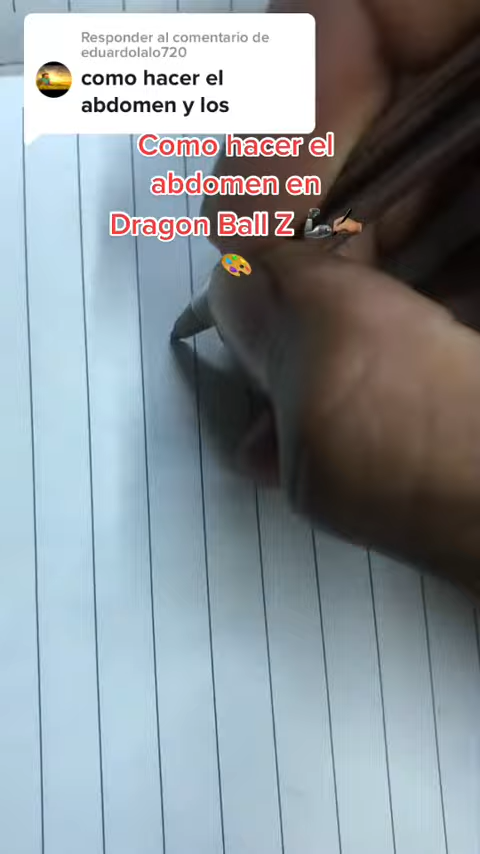 Responder al comentario de
eduardolalo720
como hacer el
abdomen y los
Como hacer el
abdomen en
Dragon Ball Z 🦾✍️
🎨